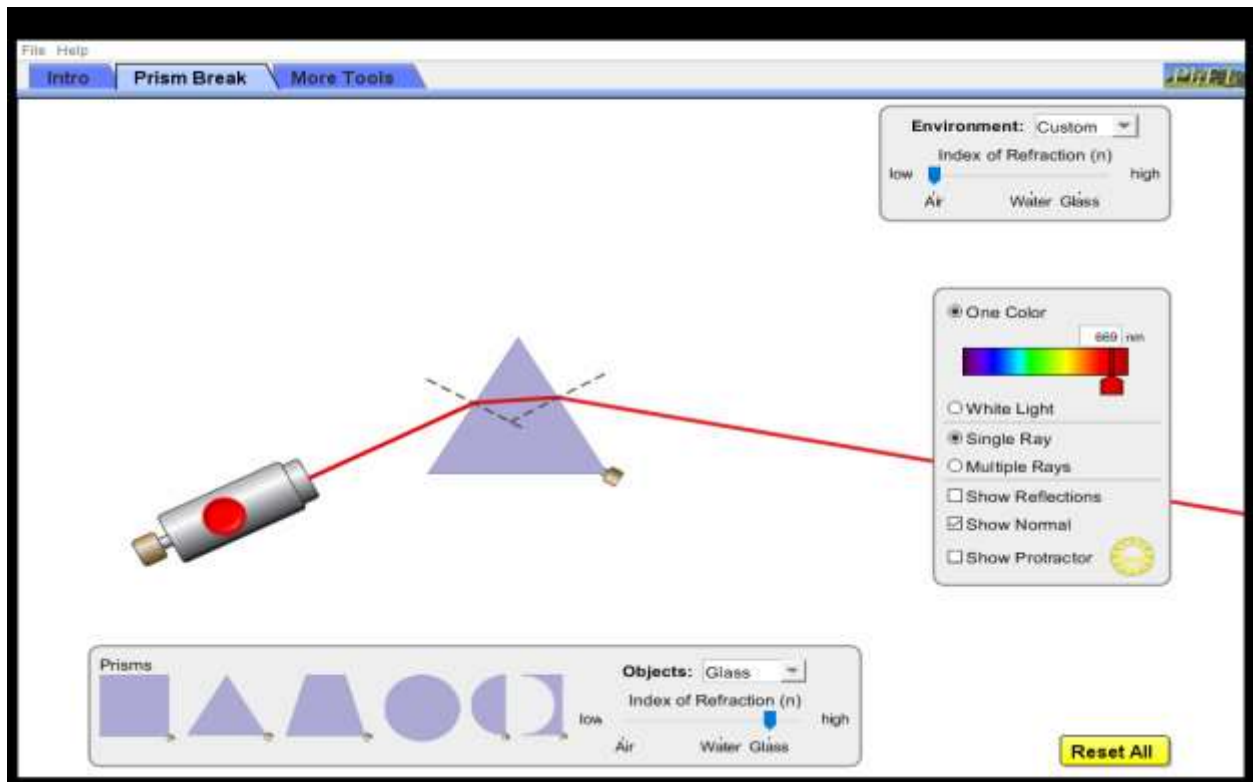 File Help
Intro Prism Break More Tools
Environment: Custom
Index of Refraction (n)
low high
Air Water Glass
One Color
669 nm
White Light
Single Ray
Multiple Rays
Show Reflections
Show Normal
Show Protractor
Prisms
Objects: Glass
Index of Refraction (n)
low high
Air Water Glass
Reset All